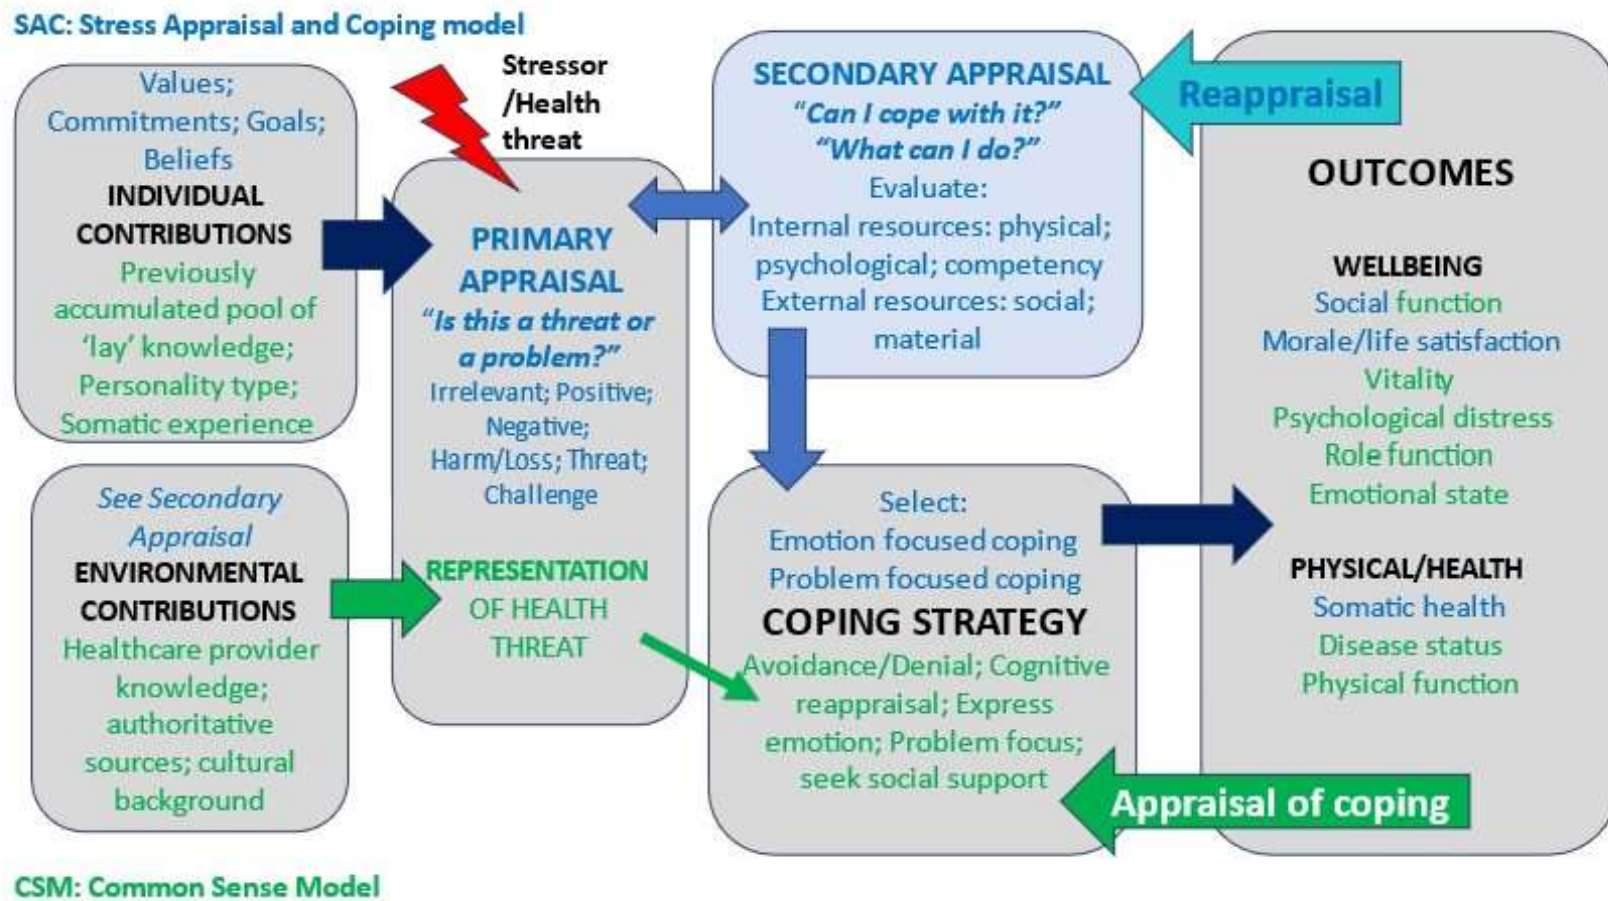 SAC: Stress Appraisal and Coping model
Values;
Commitments; Goals;
Beliefs
INDIVIDUAL
CONTRIBUTIONS
Previously
accumulated pool of
‘lay’ knowledge;
Personality type;
Somatic experience
See Secondary
Appraisal
ENVIRONMENTAL
CONTRIBUTIONS
Healthcare provider
knowledge;
authoritative
sources; cultural
background
Stressor
/Health
threat
PRIMARY
APPRAISAL
“Is this a threat or
a problem?”
Irrelevant; Positive;
Negative;
Harm/Loss; Threat;
Challenge
REPRESENTATION
OF HEALTH
THREAT
SECONDARY APPRAISAL
“Can I cope with it?”
“What can I do?”
Evaluate:
Internal resources: physical;
psychological; competency
External resources: social;
material
Select:
Emotion focused coping
Problem focused coping
COPING STRATEGY
Avoidance/Denial; Cognitive
reappraisal; Express
emotion; Problem focus;
seek social support
Reappraisal
OUTCOMES
WELLBEING
Social function
Morale/life satisfaction
Vitality
Psychological distress
Role function
Emotional state
PHYSICAL/HEALTH
Somatic health
Disease status
Physical function
Appraisal of coping
CSM: Common Sense Model